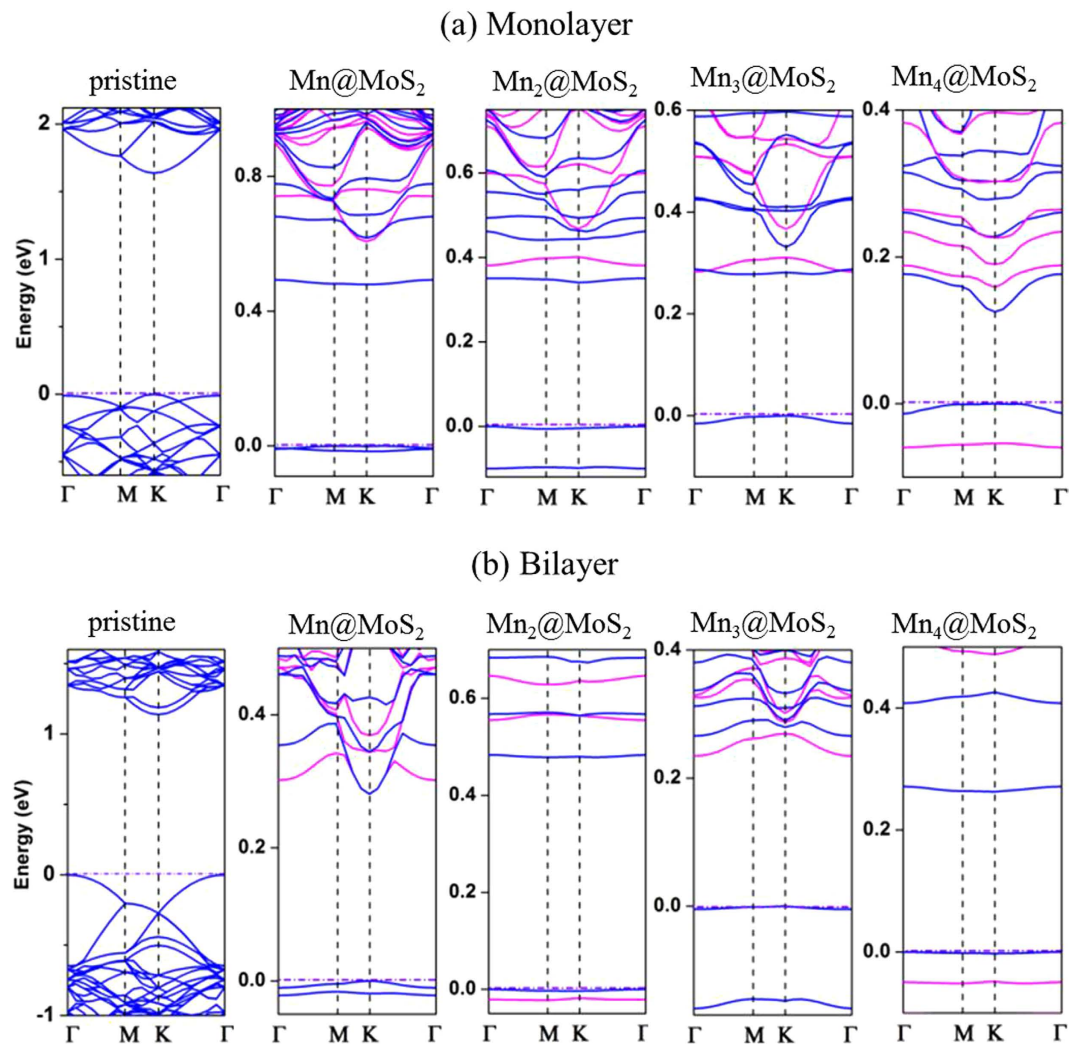 (a) Monolayer
pristine
Mn@MoS₂
Mn₂@MoS₂
Mn₃@MoS₂
Mn₄@MoS₂
Energy (eV)
2
1
0
Γ M K Γ
0.8
0.4
0.0
Γ M K Γ
0.6
0.4
0.2
0.0
Γ M K Γ
0.6
0.4
0.2
0.0
Γ M K Γ
0.4
0.2
0.0
Γ M K Γ
(b) Bilayer
pristine
Mn@MoS₂
Mn₂@MoS₂
Mn₃@MoS₂
Mn₄@MoS₂
Energy (eV)
1
0
-1
Γ M K Γ
0.4
0.2
0.0
Γ M K Γ
0.6
0.4
0.2
0.0
Γ M K Γ
0.4
0.2
0.0
Γ M K Γ
0.4
0.2
0.0
Γ M K Γ